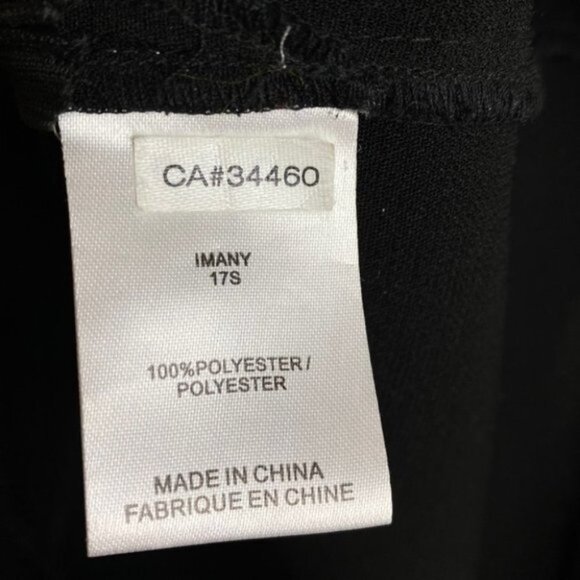 CA#34460
IMANY
17S
100%POLYESTER/
POLYESTER
MADE IN CHINA
FABRIQUE EN CHINE